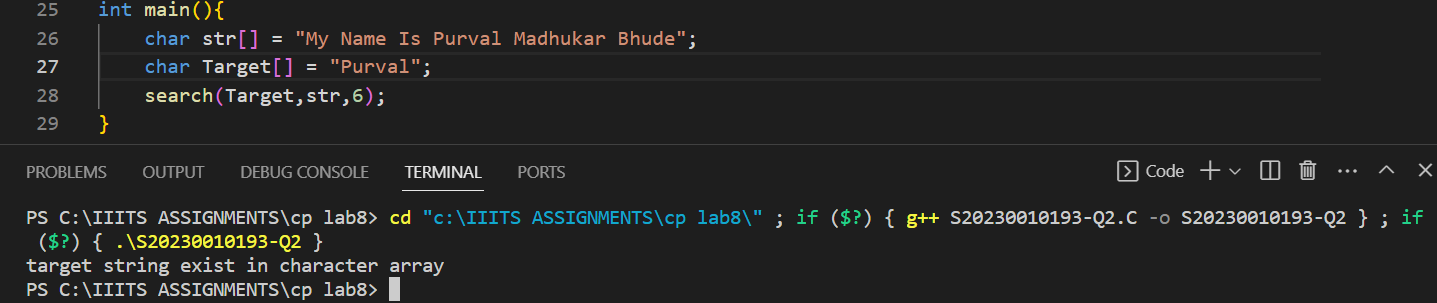 25 int main(){
26 char str[] = "My Name Is Purval Madhukar Bhude";
27 char Target[] = "Purval";
28 search(Target,str,6);
29 }
PROBLEMS OUTPUT DEBUG CONSOLE TERMINAL PORTS Code
PS C:\IIITS ASSIGNMENTS\cp lab8> cd "c:\IIITS ASSIGNMENTS\cp lab8\" ; if ($?) { g++ S20230010193-Q2.C -o S20230010193-Q2 } ; if
($?) { .\S20230010193-Q2 }
target string exist in character array
PS C:\IIITS ASSIGNMENTS\cp lab8>